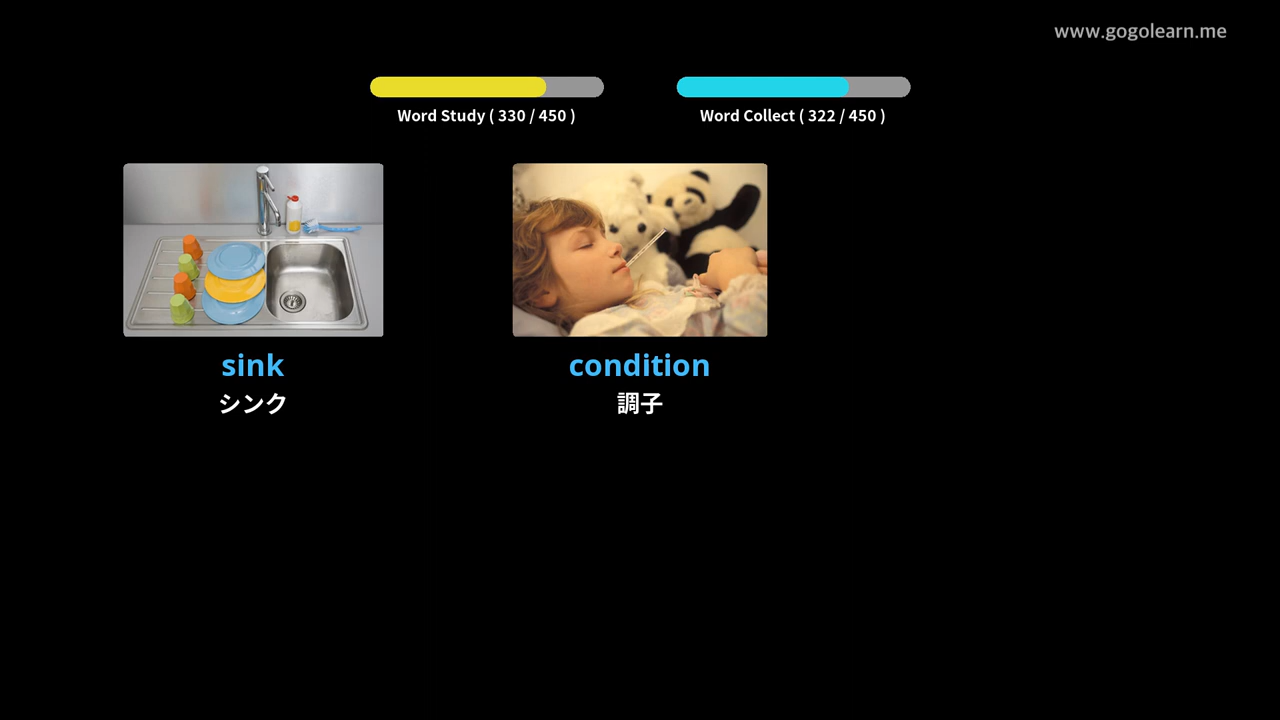 www.gogolearn.me
Word Study ( 330 / 450 )
Word Collect ( 322 / 450 )
sink
シンク
condition
調子